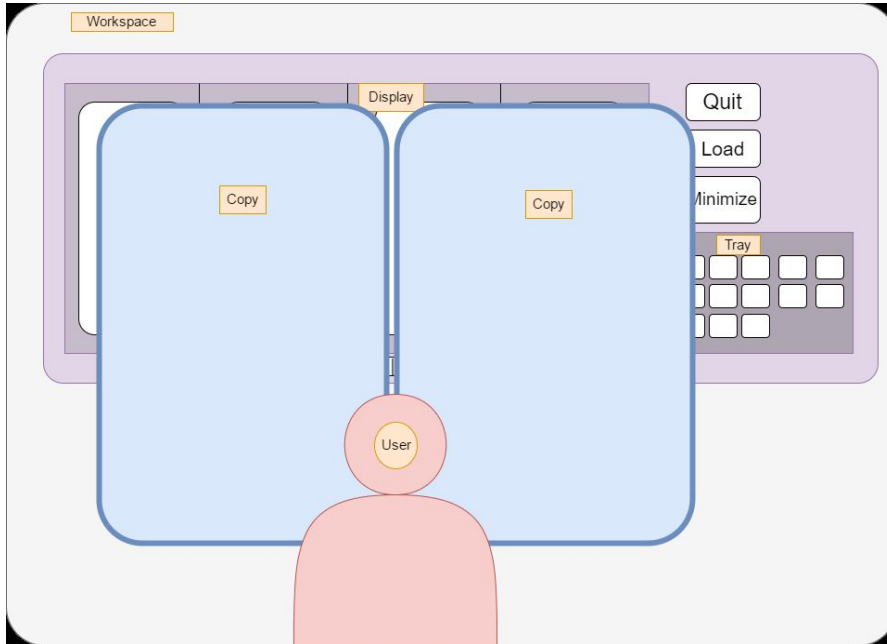 Workspace
Display
Quit
Load
Minimize
Copy
Copy
Tray
User